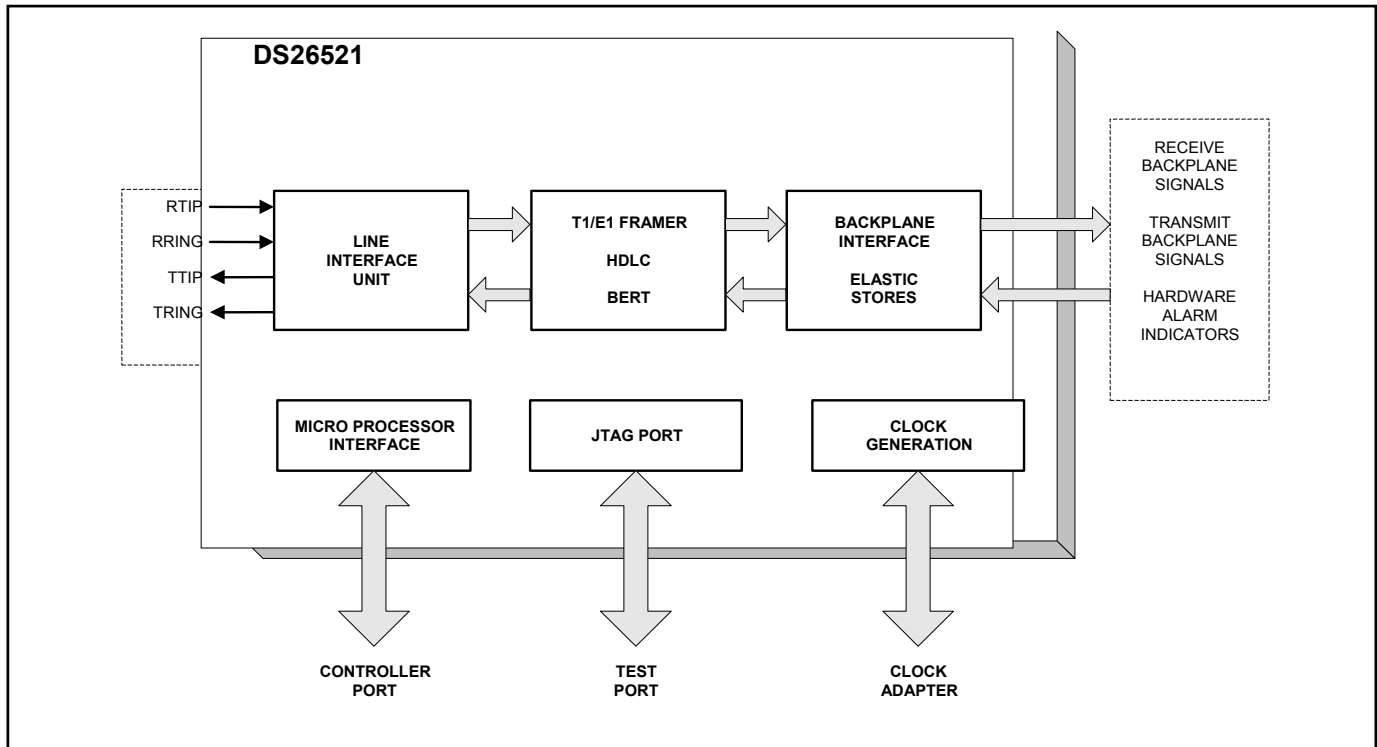 DS26521
RTIP
RRING
TTIP
TRING
LINE
INTERFACE
UNIT
T1/E1 FRAMER
HDLC
BERT
BACKPLANE
INTERFACE
ELASTIC
STORES
RECEIVE
BACKPLANE
SIGNALS
TRANSMIT
BACKPLANE
SIGNALS
HARDWARE
ALARM
INDICATORS
MICRO PROCESSOR
INTERFACE
JTAG PORT
CLOCK
GENERATION
CONTROLLER
PORT
TEST
PORT
CLOCK
ADAPTER